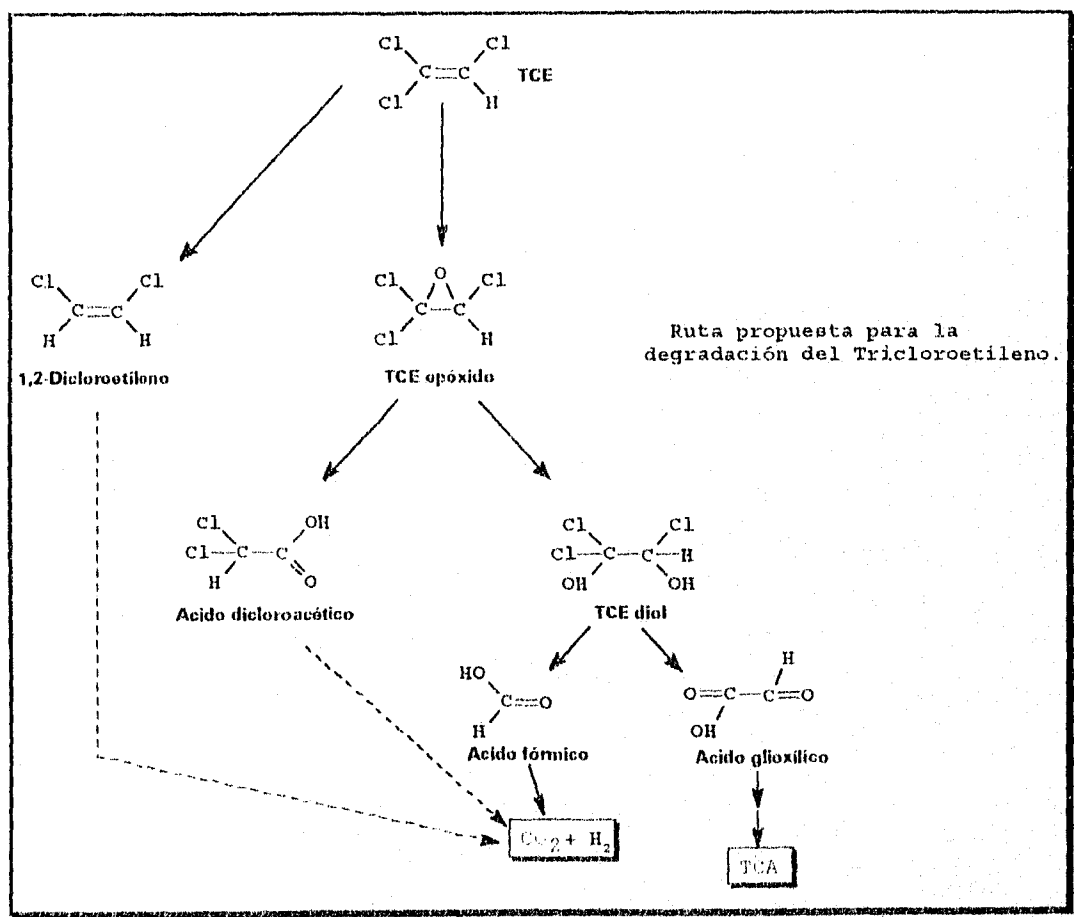 Cl Cl
C=C TCE
Cl H
Cl Cl
C=C
H H
1,2-Dicloroetileno
O
Cl Cl
C-C
Cl H
TCE epóxido
Ruta propuesta para la
degradación del Tricloroetileno.
Cl OH
Cl-C-C
H O
Acido dicloroacético
Cl Cl
Cl-C-C-H
OH OH
TCE diol
HO
C=O
H
Acido fórmico
H
O=C-C=O
OH
Acido glioxílico
CO2 + H2
TCA